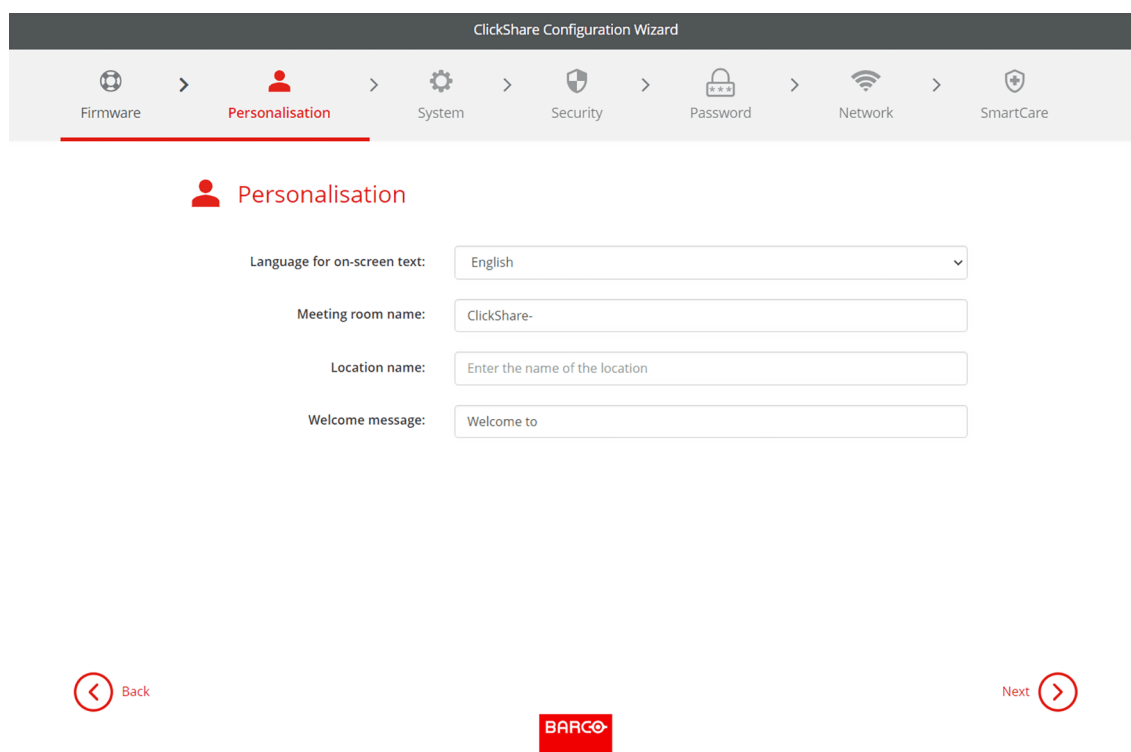 ClickShare Configuration Wizard
Firmware Personalisation System Security Password Network SmartCare
Personalisation
Language for on-screen text: English
Meeting room name: ClickShare-
Location name: Enter the name of the location
Welcome message: Welcome to
Back Next
BARCO